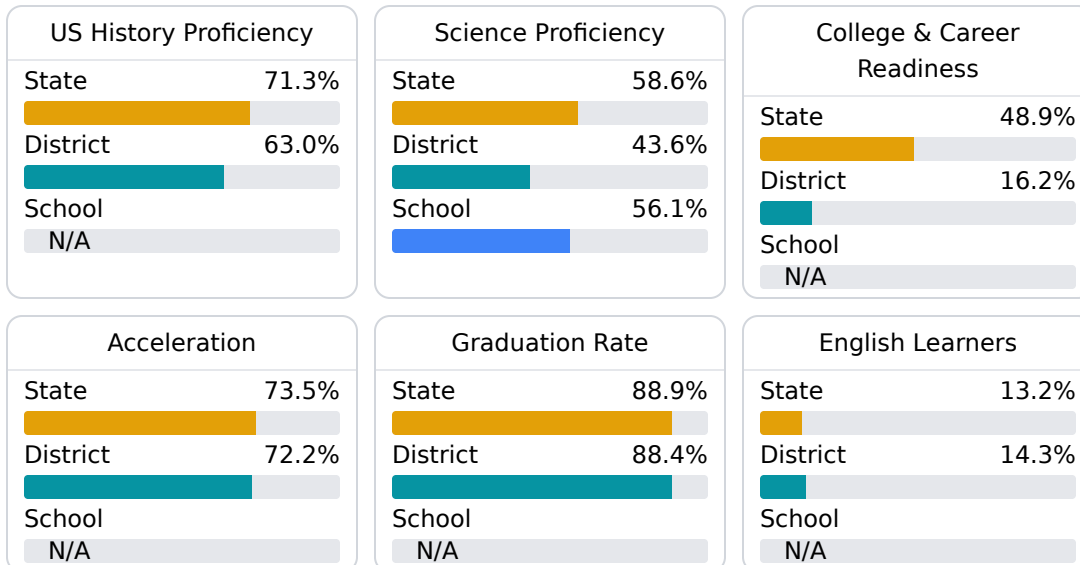 US History Proficiency
State 71.3%
District 63.0%
School
N/A
Science Proficiency
State 58.6%
District 43.6%
School 56.1%
College & Career
Readiness
State 48.9%
District 16.2%
School
N/A
Acceleration
State 73.5%
District 72.2%
School
N/A
Graduation Rate
State 88.9%
District 88.4%
School
N/A
English Learners
State 13.2%
District 14.3%
School
N/A